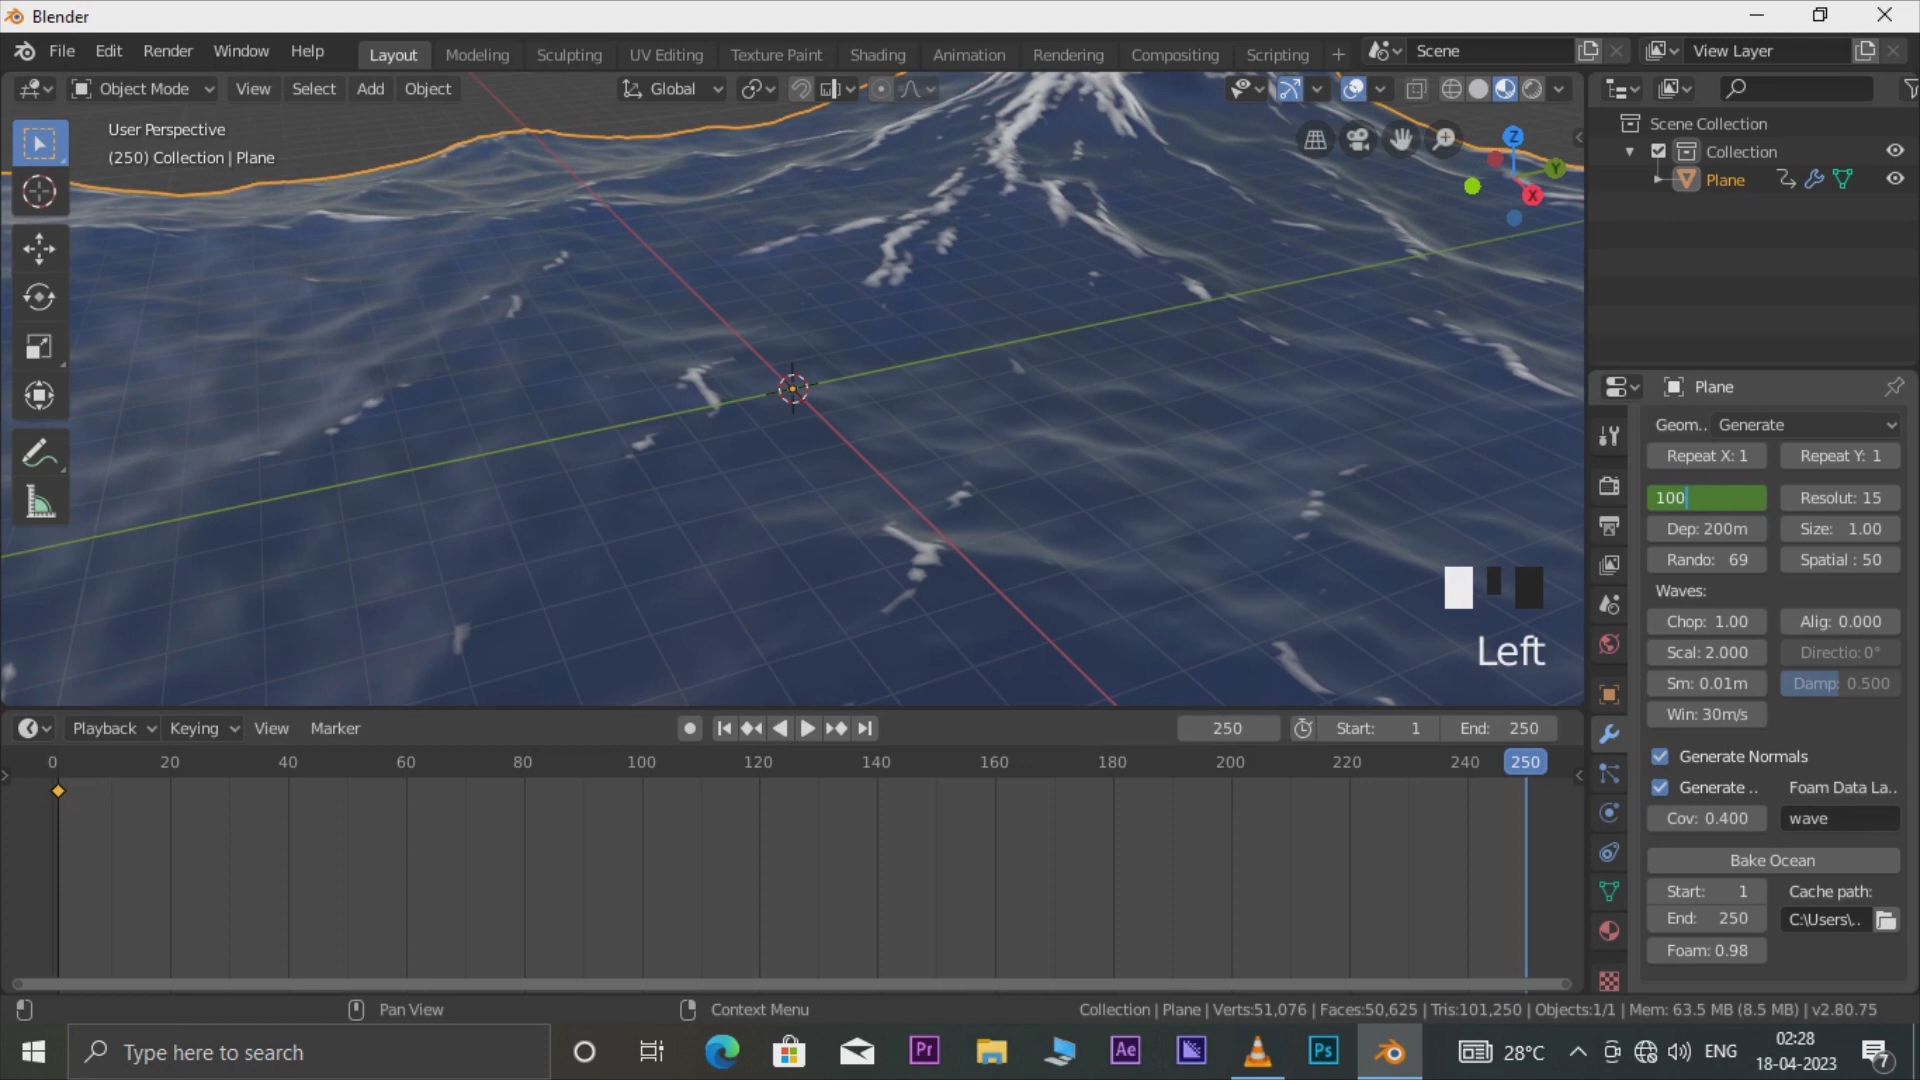 Blender
File Edit Render Window Help
Layout Modeling Sculpting UV Editing Texture Paint Shading Animation Rendering Compositing Scripting +
Scene
View Layer
Object Mode View Select Add Object Global
User Perspective
(250) Collection | Plane
Z
Y
X
Scene Collection
Collection
Plane
Plane
Geom.. Generate
Repeat X: 1 Repeat Y: 1
100 Resolut: 15
Dep: 200m Size: 1.00
Rando: 69 Spatial : 50
Waves:
Chop: 1.00 Alig: 0.000
Scal: 2.000 Directio: 0°
Sm: 0.01m Damp: 0.500
Win: 30m/s
Generate Normals
Generate .. Foam Data La..
Cov: 0.400 wave
Bake Ocean
Start: 1 Cache path:
End: 250 C:\Users\..
Foam: 0.98
Left
Playback Keying View Marker
250 Start: 1 End: 250
0 20 40 60 80 100 120 140 160 180 200 220 240 250
Pan View Context Menu
Collection | Plane | Verts:51,076 | Faces:50,625 | Tris:101,250 | Objects:1/1 | Mem: 63.5 MB (8.5 MB) | v2.80.75
Type here to search
Pr
Ae
Ps
28°C
ENG
02:28
18-04-2023
7